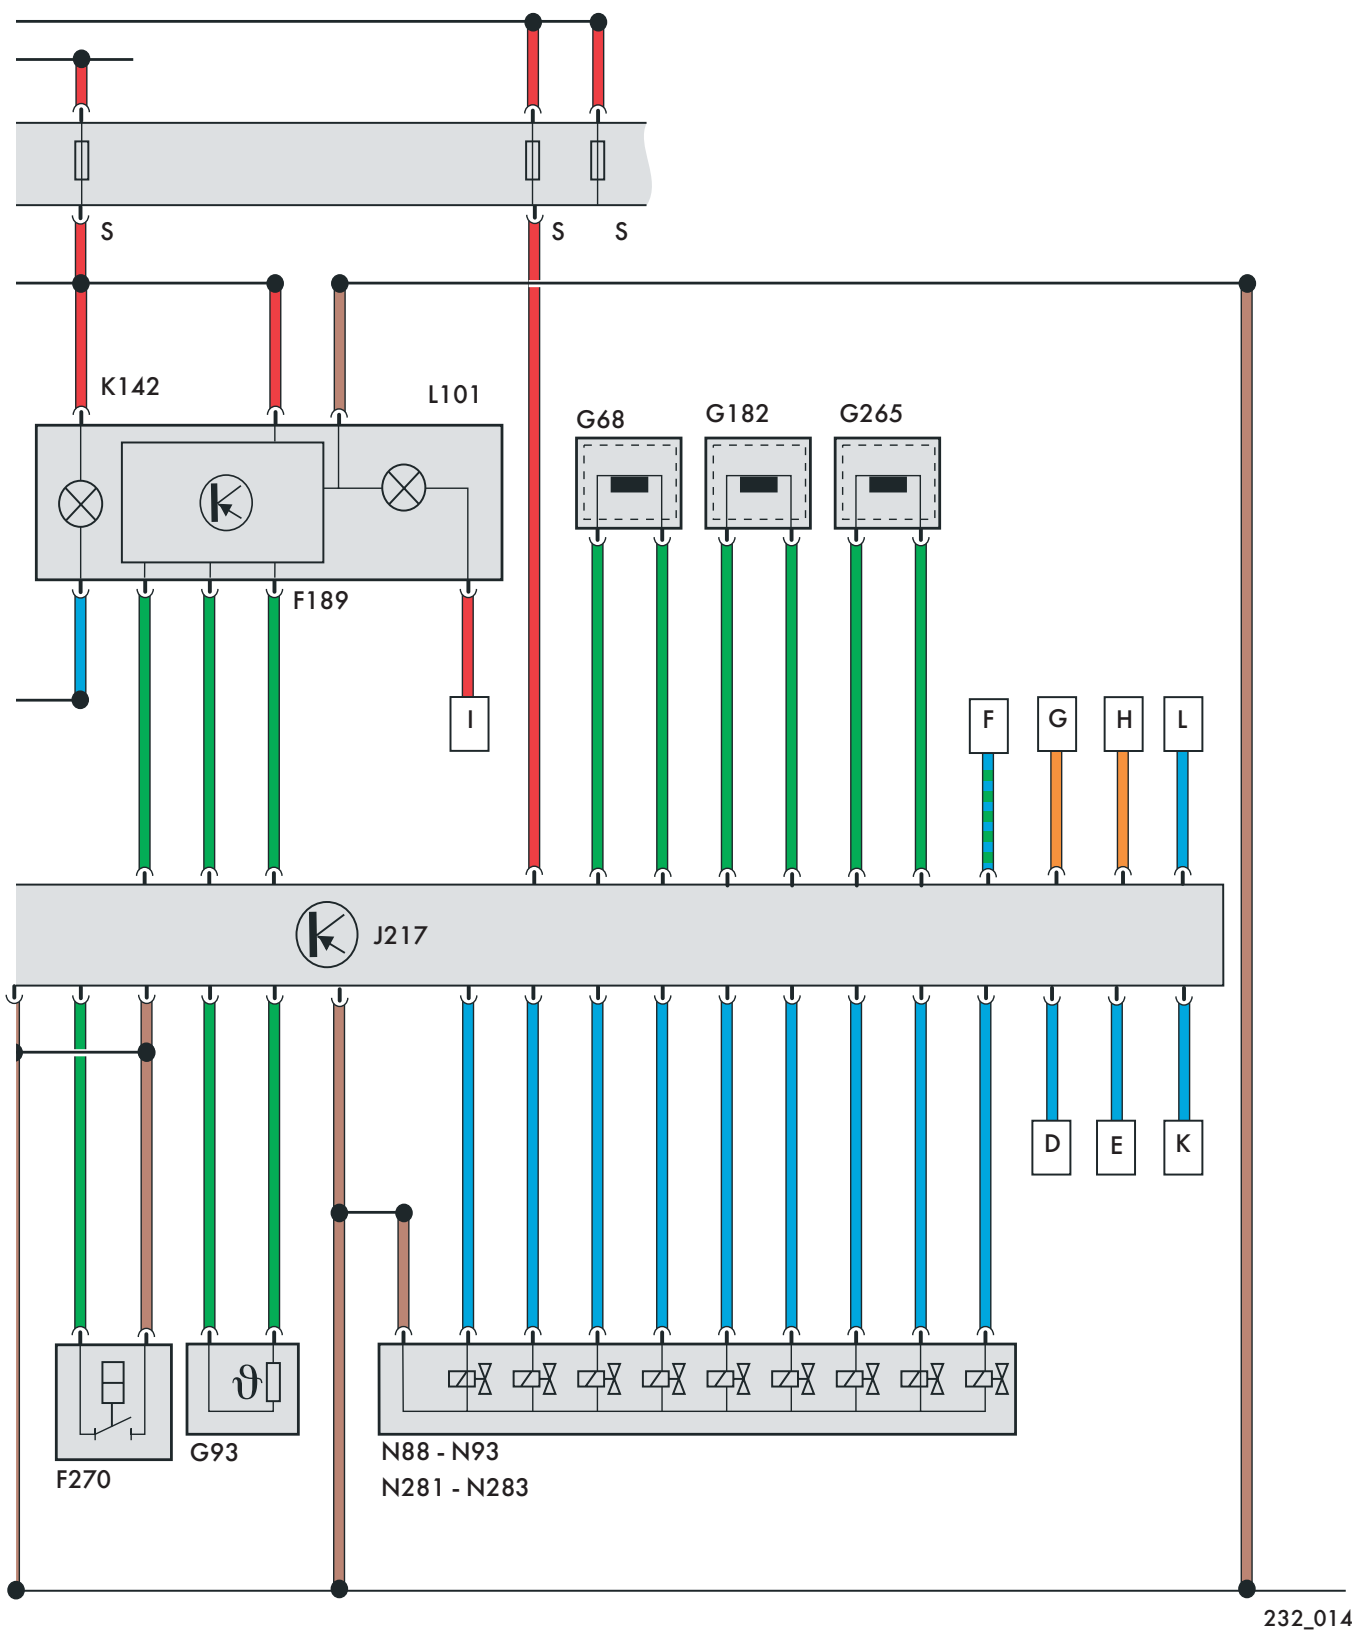 S
S
S
K142
L101
G68
G182
G265
F189
I
F
G
H
L
J217
D
E
K
ϑ
F270
G93
N88 - N93
N281 - N283
232_014